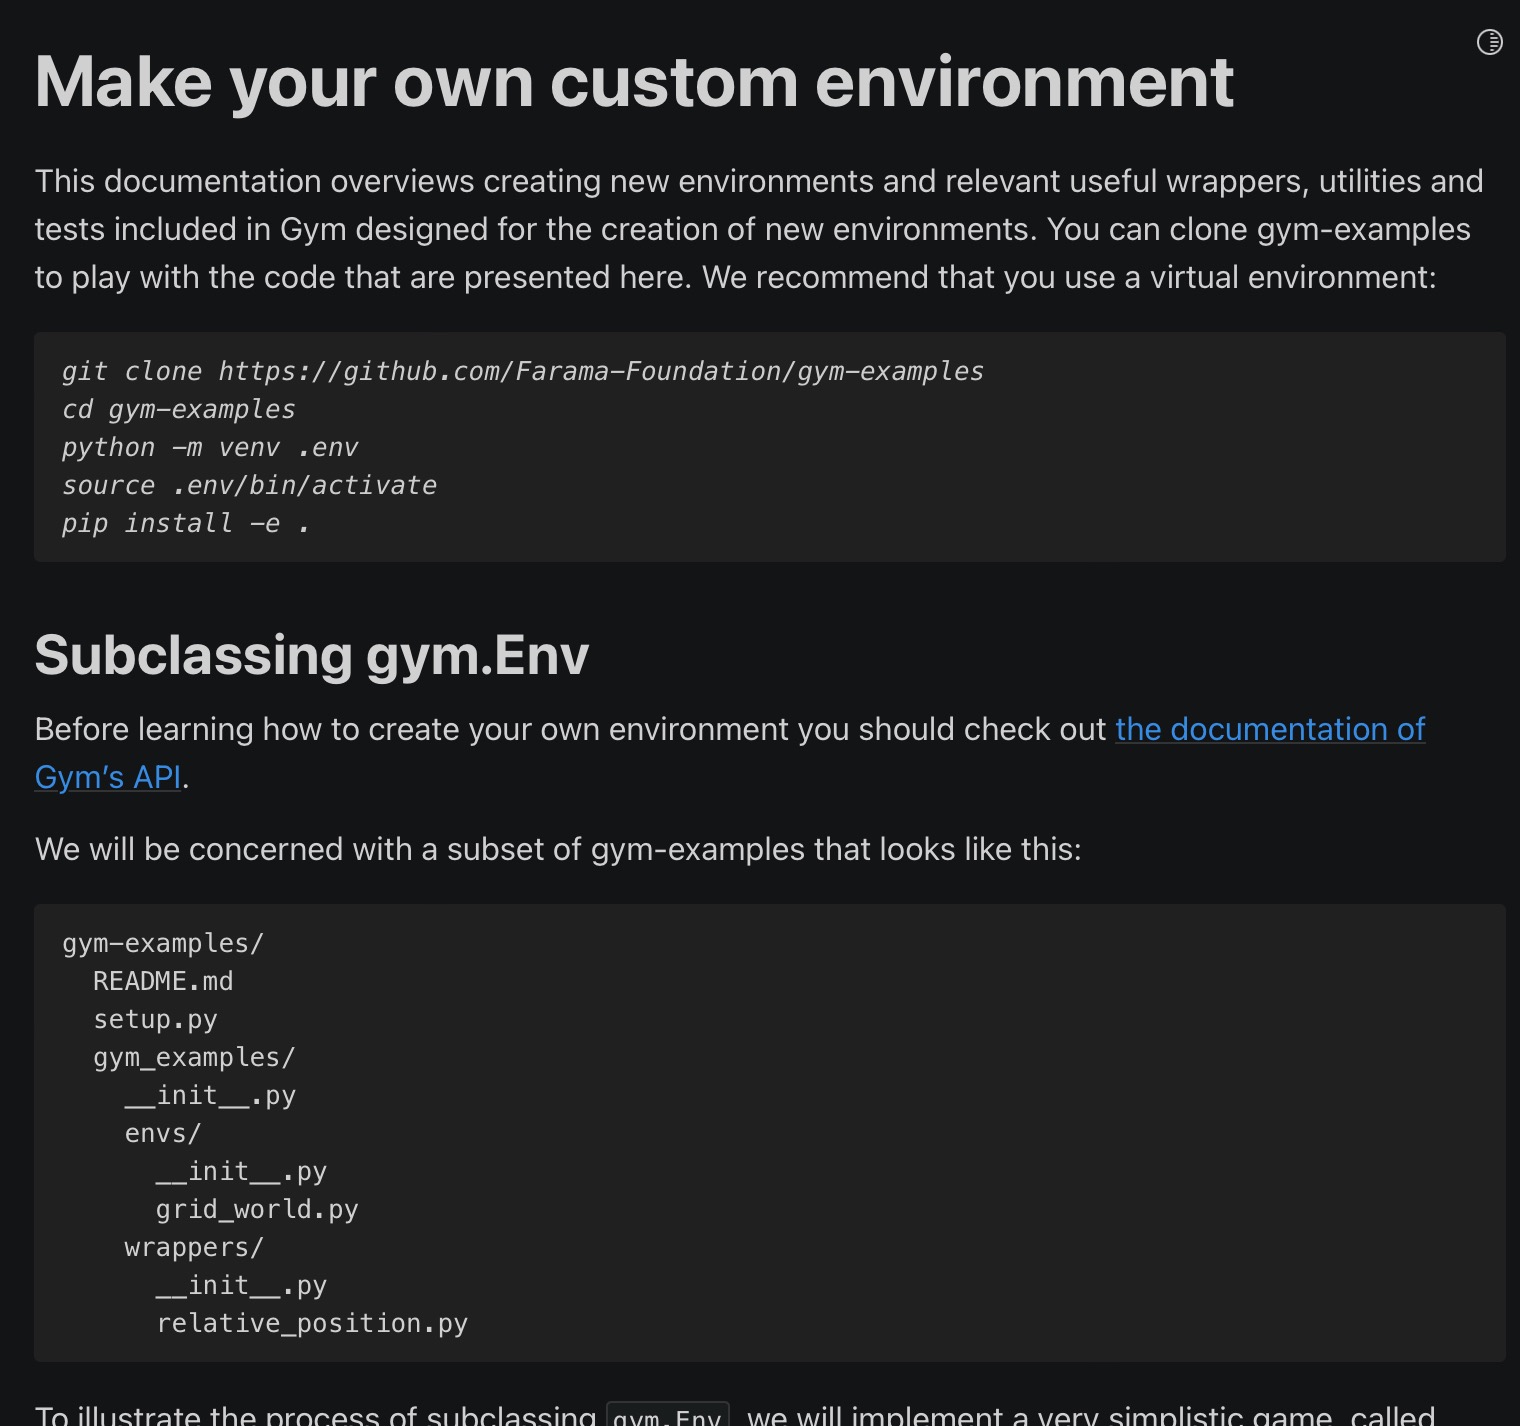 Make your own custom environment
This documentation overviews creating new environments and relevant useful wrappers, utilities and
tests included in Gym designed for the creation of new environments. You can clone gym-examples
to play with the code that are presented here. We recommend that you use a virtual environment:
git clone https://github.com/Farama-Foundation/gym-examples
cd gym-examples
python -m venv .env
source .env/bin/activate
pip install -e .
Subclassing gym.Env
Before learning how to create your own environment you should check out the documentation of
Gym’s API.
We will be concerned with a subset of gym-examples that looks like this:
gym-examples/
  README.md
  setup.py
  gym_examples/
    __init__.py
    envs/
      __init__.py
      grid_world.py
    wrappers/
      __init__.py
      relative_position.py
To illustrate the process of subclassing gym.Env, we will implement a very simplistic game, called